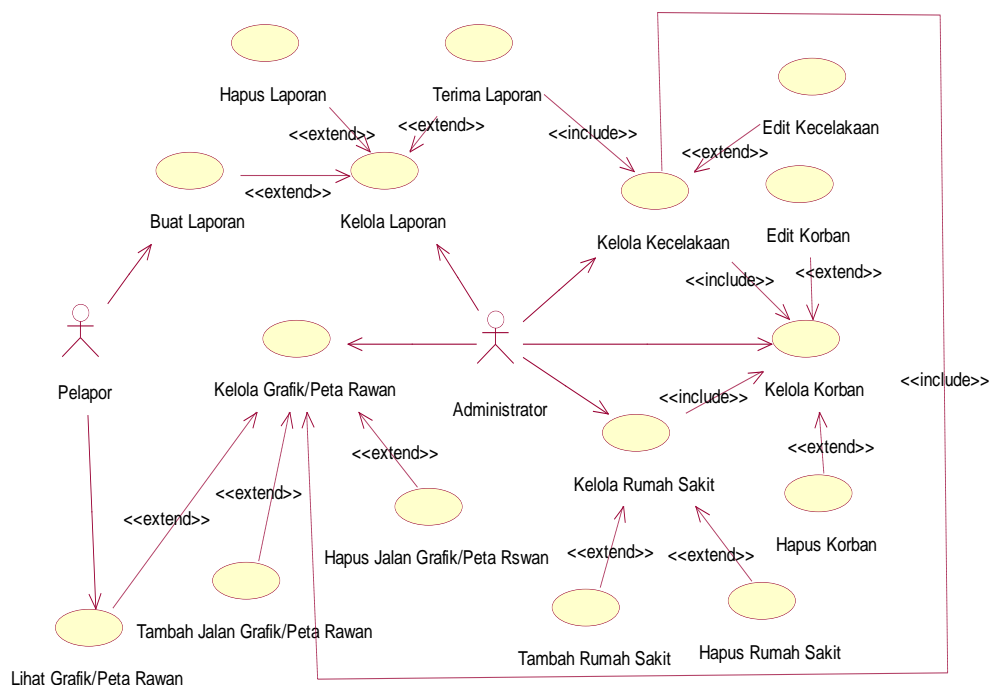 Hapus Laporan
Terima Laporan
Edit Kecelakaan
<<extend>>
<<extend>>
<<include>>
<<extend>>
<<extend>>
Buat Laporan
Kelola Laporan
Kelola Kecelakaan
Edit Korban
<<include>>
<<extend>>
Pelapor
Kelola Grafik/Peta Rawan
Administrator
<<include>>
Kelola Korban
<<include>>
<<extend>>
<<extend>>
<<extend>>
<<extend>>
Kelola Rumah Sakit
Hapus Jalan Grafik/Peta Rswan
Hapus Korban
<<extend>>
<<extend>>
Tambah Jalan Grafik/Peta Rawan
Tambah Rumah Sakit
Hapus Rumah Sakit
Lihat Grafik/Peta Rawan